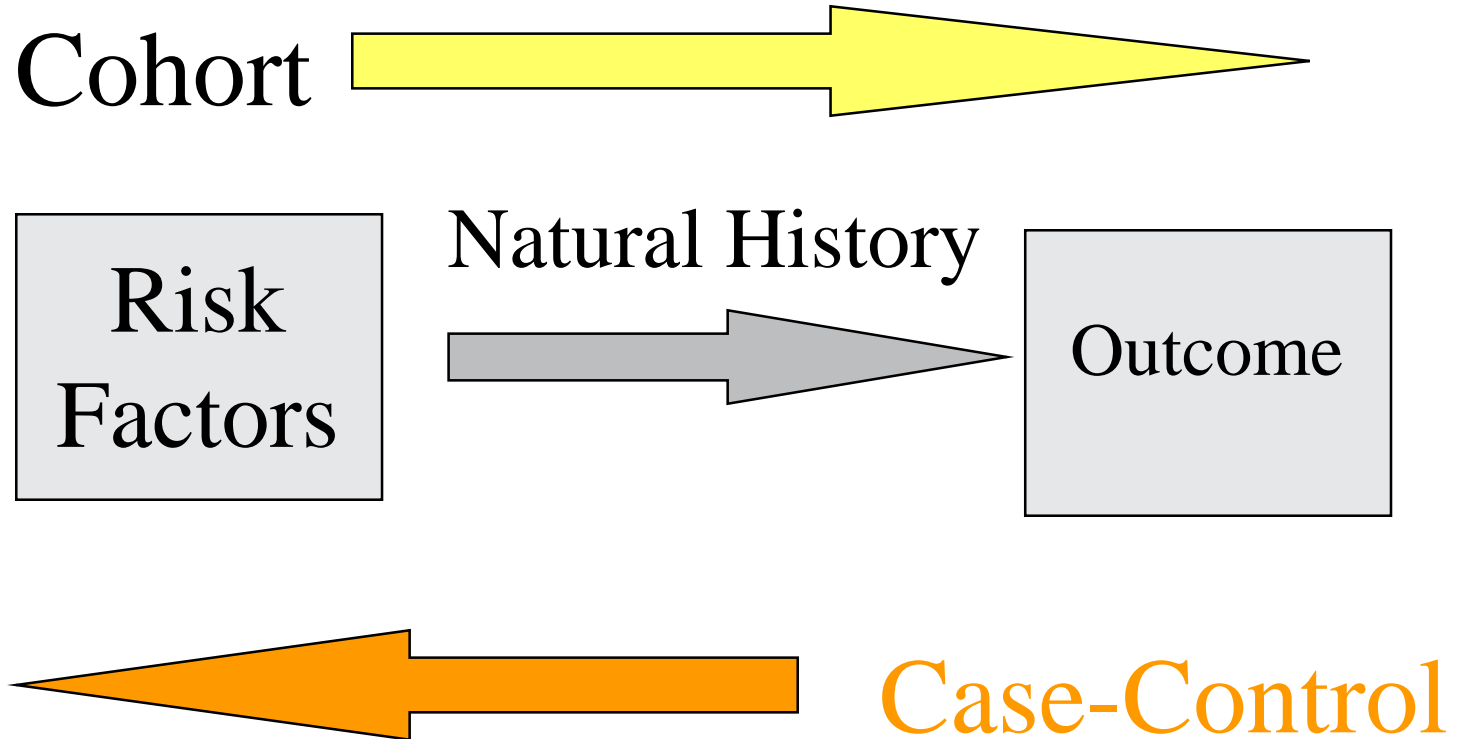 Cohort
Natural History
Risk
Factors
Outcome
Case-Control